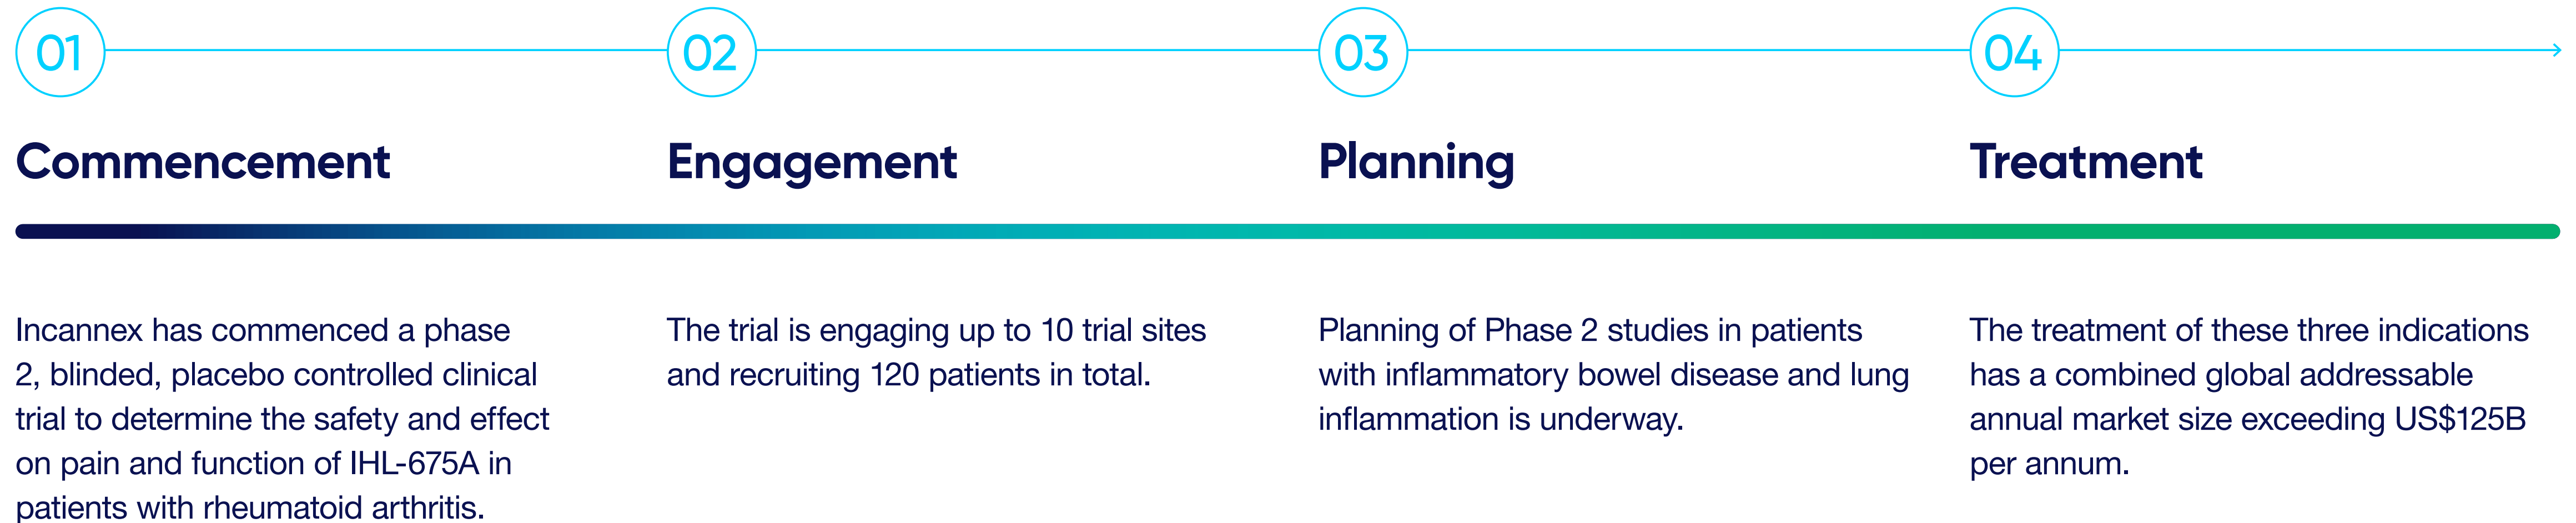 01
02
03
04
Commencement
Engagement
Planning
Treatment
Incannex has commenced a phase
2, blinded, placebo controlled clinical
trial to determine the safety and effect
on pain and function of IHL-675A in
patients with rheumatoid arthritis.
The trial is engaging up to 10 trial sites
and recruiting 120 patients in total.
Planning of Phase 2 studies in patients
with inflammatory bowel disease and lung
inflammation is underway.
The treatment of these three indications
has a combined global addressable
annual market size exceeding US$125B
per annum.